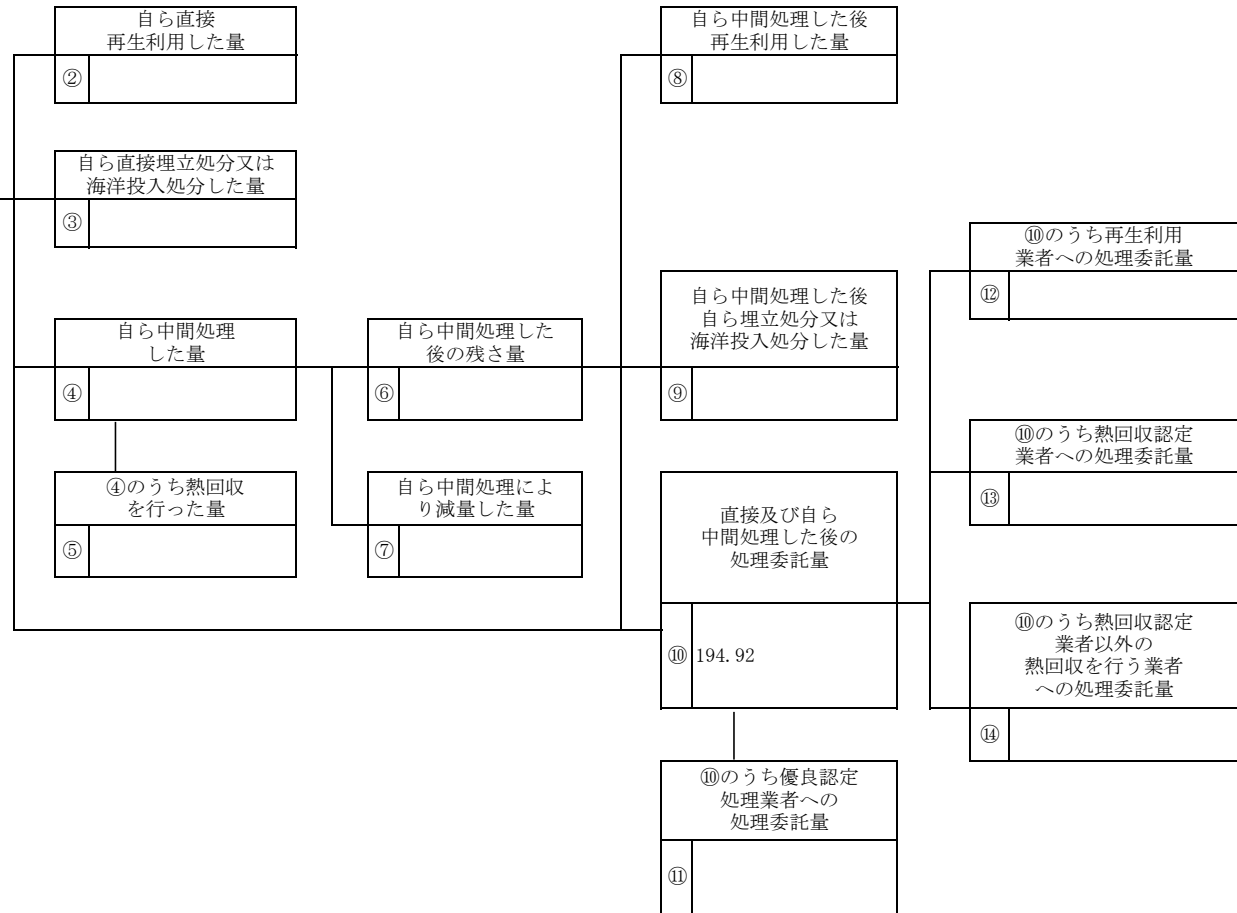 自ら直接
再生利用した量
②
自ら直接埋立処分又は
海洋投入処分した量
③
自ら中間処理
した量
④
④のうち熱回収
を行った量
⑤
自ら中間処理した
後の残さ量
⑥
自ら中間処理によ
り減量した量
⑦
自ら中間処理した後
再生利用した量
⑧
自ら中間処理した後
自ら埋立処分又は
海洋投入処分した量
⑨
直接及び自ら
中間処理した後の
処理委託量
⑩ 194.92
⑩のうち優良認定
処理業者への
処理委託量
⑪
⑩のうち再生利用
業者への処理委託量
⑫
⑩のうち熱回収認定
業者への処理委託量
⑬
⑩のうち熱回収認定
業者以外の
熱回収を行う業者
への処理委託量
⑭